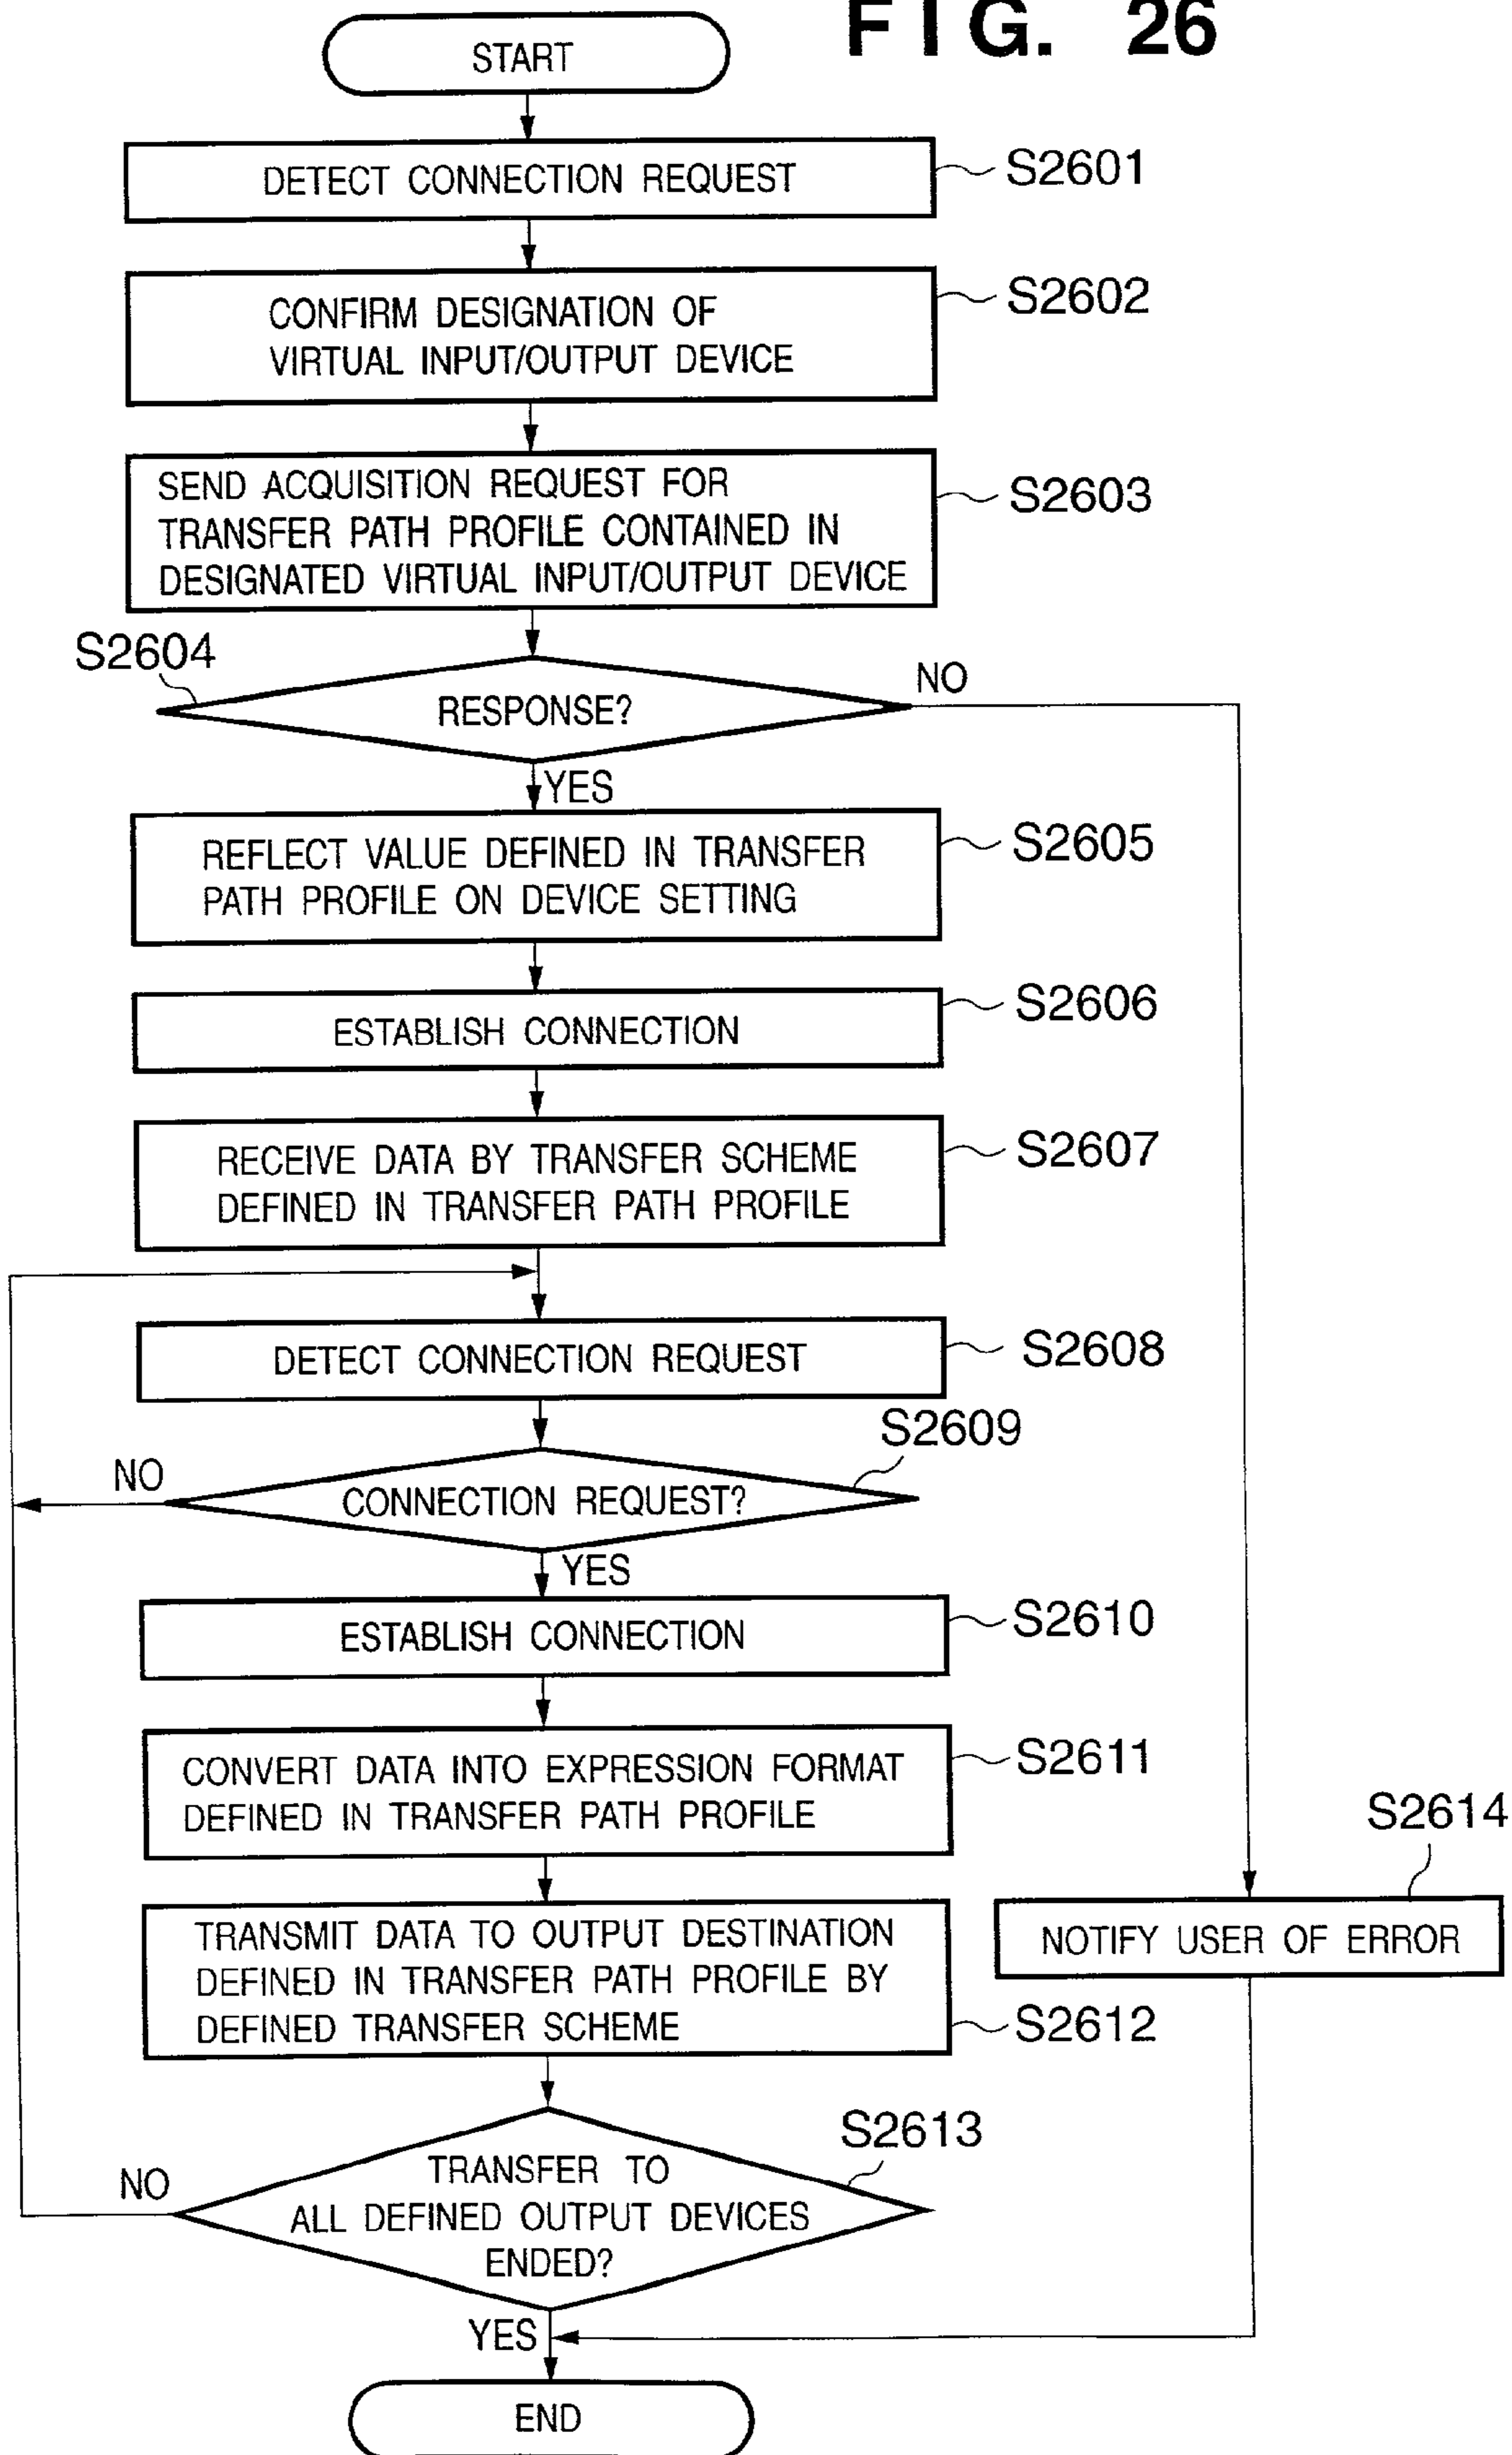 FIG. 26
START
DETECT CONNECTION REQUEST
S2601
CONFIRM DESIGNATION OF
VIRTUAL INPUT/OUTPUT DEVICE
S2602
SEND ACQUISITION REQUEST FOR
TRANSFER PATH PROFILE CONTAINED IN
DESIGNATED VIRTUAL INPUT/OUTPUT DEVICE
S2603
S2604
RESPONSE?
NO
YES
REFLECT VALUE DEFINED IN TRANSFER
PATH PROFILE ON DEVICE SETTING
S2605
ESTABLISH CONNECTION
S2606
RECEIVE DATA BY TRANSFER SCHEME
DEFINED IN TRANSFER PATH PROFILE
S2607
DETECT CONNECTION REQUEST
S2608
S2609
NO
CONNECTION REQUEST?
YES
ESTABLISH CONNECTION
S2610
CONVERT DATA INTO EXPRESSION FORMAT
DEFINED IN TRANSFER PATH PROFILE
S2611
S2614
NOTIFY USER OF ERROR
TRANSMIT DATA TO OUTPUT DESTINATION
DEFINED IN TRANSFER PATH PROFILE BY
DEFINED TRANSFER SCHEME
S2612
S2613
NO
TRANSFER TO
ALL DEFINED OUTPUT DEVICES
ENDED?
YES
END